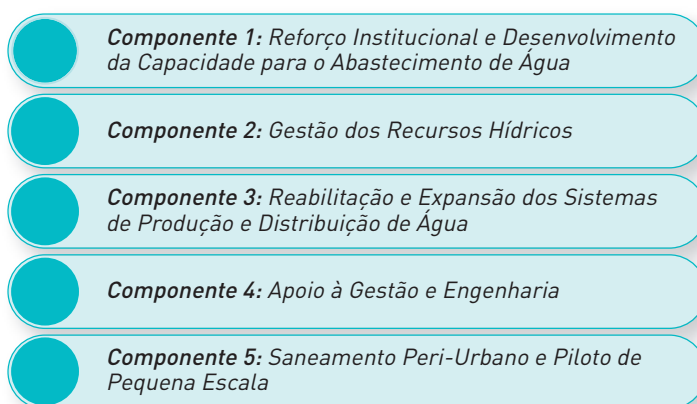 Componente 1: Reforço Institucional e Desenvolvimento
da Capacidade para o Abastecimento de Água
Componente 2: Gestão dos Recursos Hídricos
Componente 3: Reabilitação e Expansão dos Sistemas
de Produção e Distribuição de Água
Componente 4: Apoio à Gestão e Engenharia
Componente 5: Saneamento Peri-Urbano e Piloto de
Pequena Escala